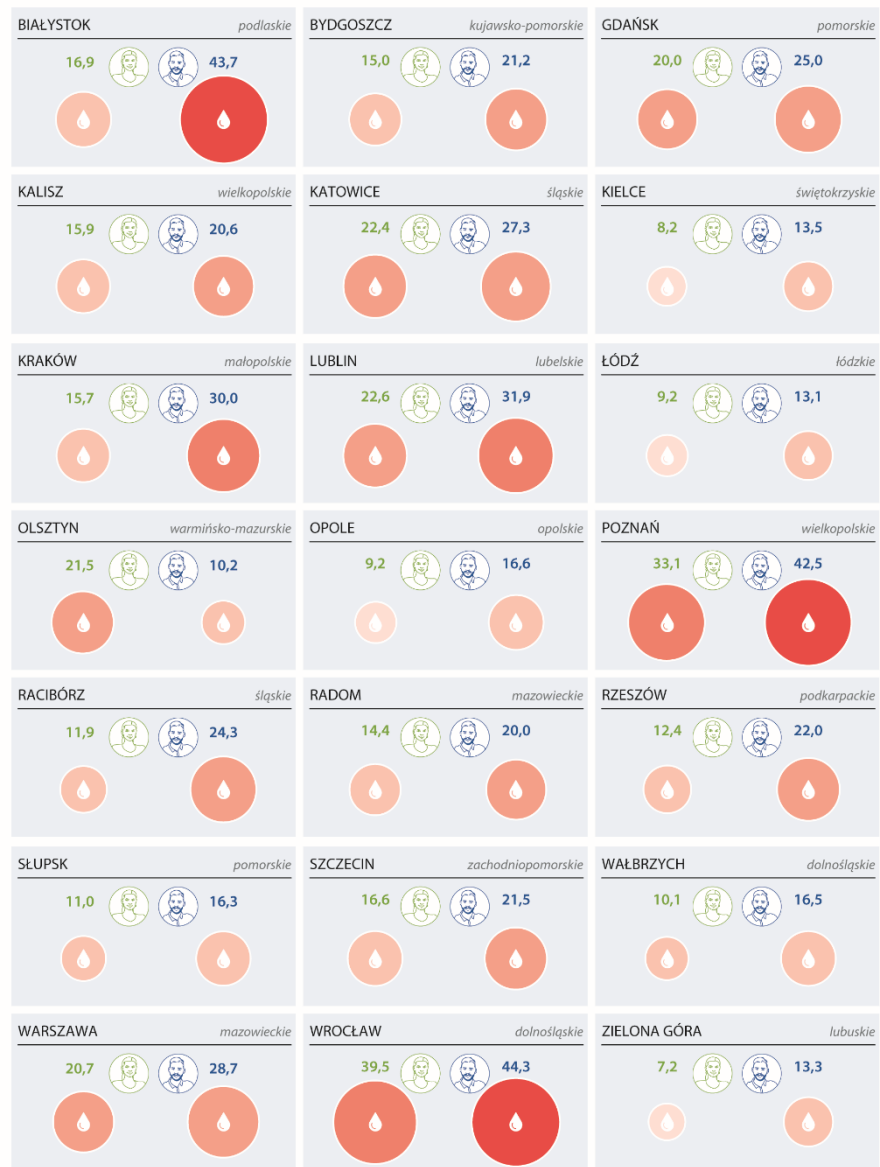 BIAŁYSTOK podlaskie
16,9 43,7
BYDGOSZCZ kujawsko-pomorskie
15,0 21,2
GDAŃSK pomorskie
20,0 25,0
KALISZ wielkopolskie
15,9 20,6
KATOWICE śląskie
22,4 27,3
KIELCE świętokrzyskie
8,2 13,5
KRAKÓW małopolskie
15,7 30,0
LUBLIN lubelskie
22,6 31,9
ŁÓDŹ łódzkie
9,2 13,1
OLSZTYN warmińsko-mazurskie
21,5 10,2
OPOLE opolskie
9,2 16,6
POZNAŃ wielkopolskie
33,1 42,5
RACIBÓRZ śląskie
11,9 24,3
RADOM mazowieckie
14,4 20,0
RZESZÓW podkarpackie
12,4 22,0
SŁUPSK pomorskie
11,0 16,3
SZCZECIN zachodniopomorskie
16,6 21,5
WAŁBRZYCH dolnośląskie
10,1 16,5
WARSZAWA mazowieckie
20,7 28,7
WROCŁAW dolnośląskie
39,5 44,3
ZIELONA GÓRA lubuskie
7,2 13,3